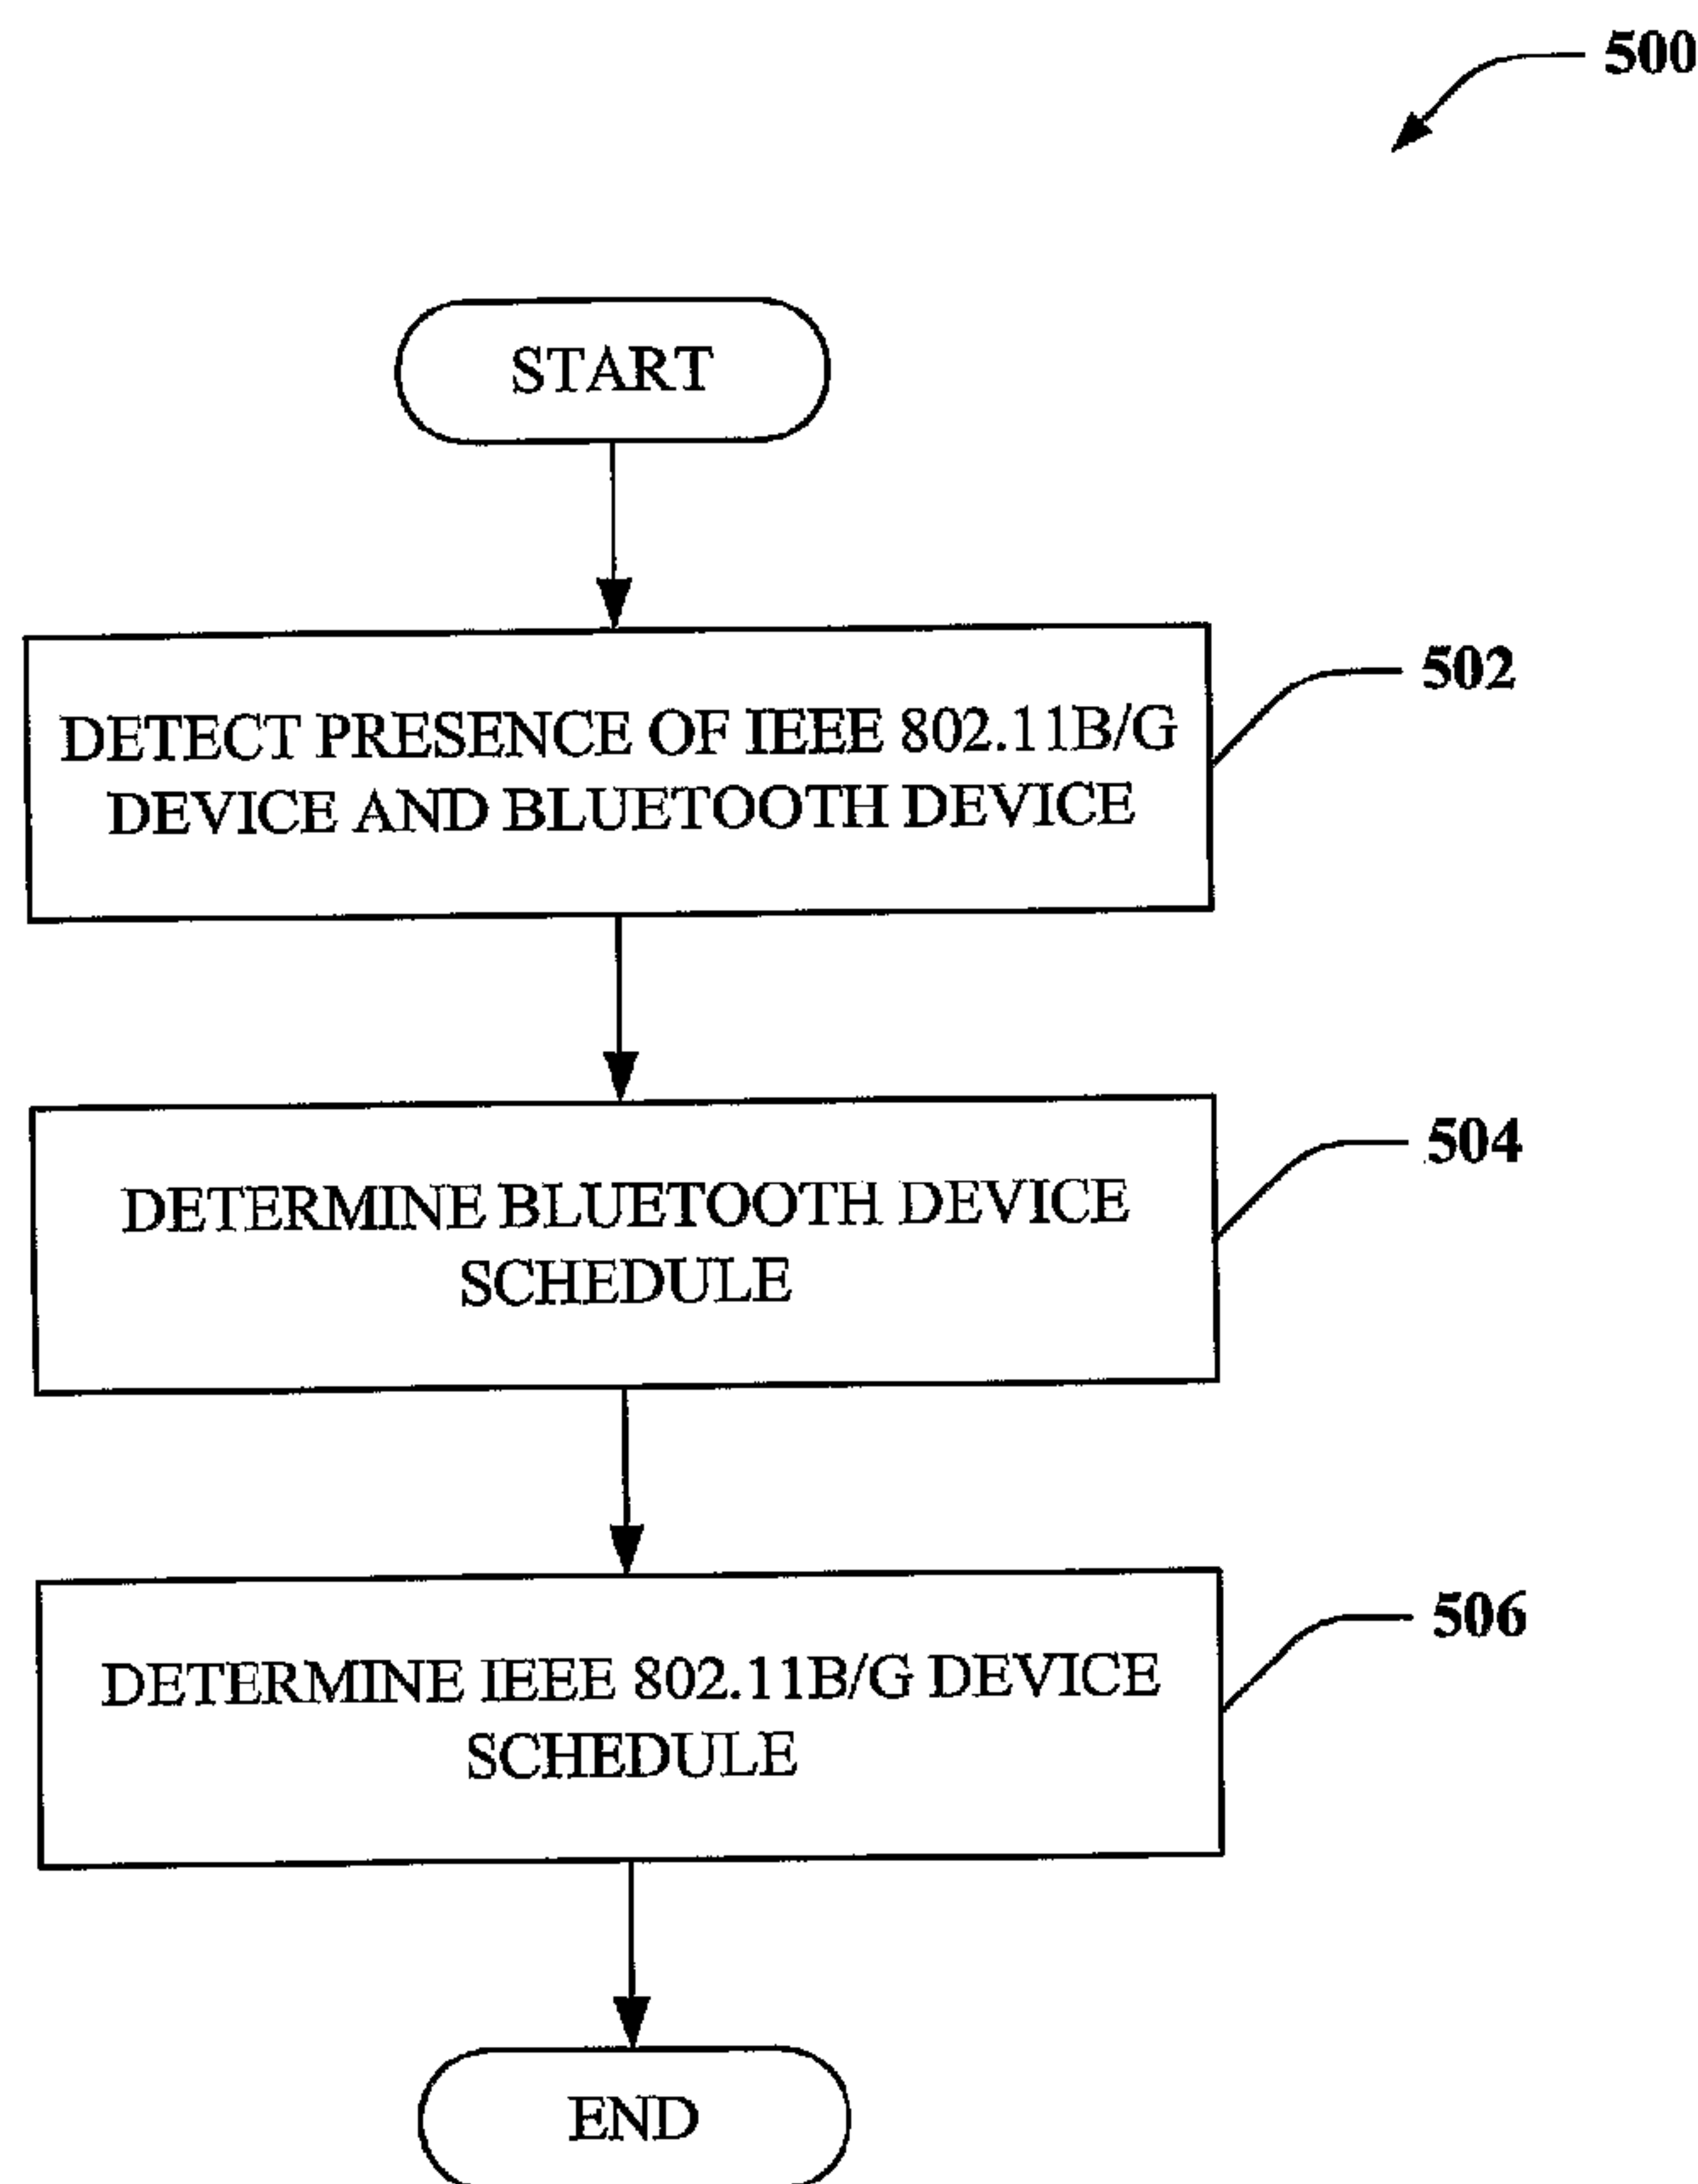 500
START
DETECT PRESENCE OF IEEE 802.11B/G
DEVICE AND BLUETOOTH DEVICE
502
DETERMINE BLUETOOTH DEVICE
SCHEDULE
504
DETERMINE IEEE 802.11B/G DEVICE
SCHEDULE
506
END